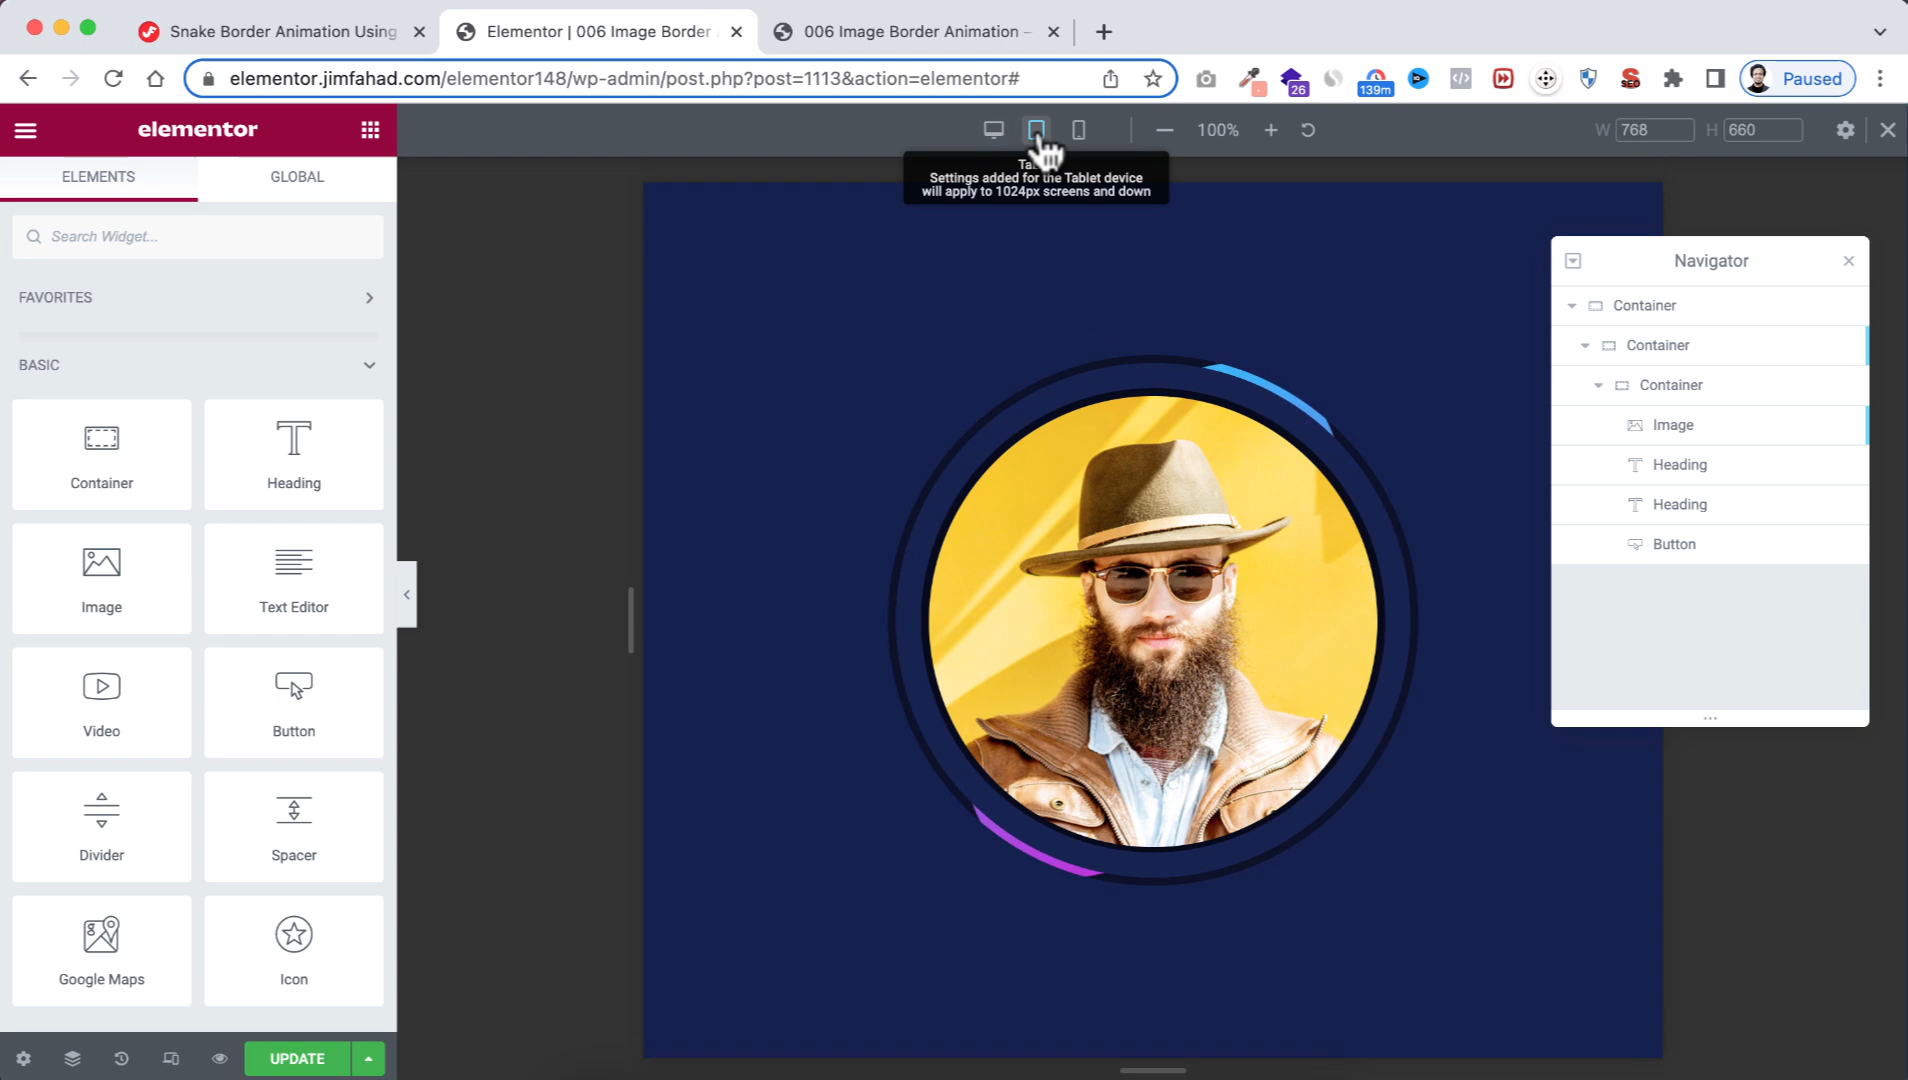 Snake Border Animation Using
Elementor | 006 Image Border
006 Image Border Animation –
elementor.jimfahad.com/elementor148/wp-admin/post.php?post=1113&action=elementor#
26
139m
SEO
Paused
elementor
100%
W 768
H 660
ELEMENTS
GLOBAL
Settings added for the Tablet device
will apply to 1024px screens and down
Search Widget...
FAVORITES
BASIC
Container
Heading
Image
Text Editor
Video
Button
Divider
Spacer
Google Maps
Icon
UPDATE
Navigator
Container
Container
Container
Image
Heading
Heading
Button